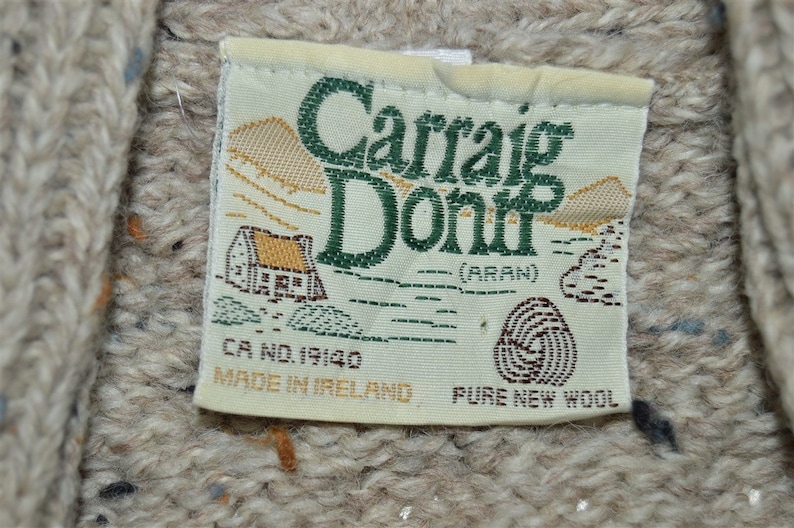 Carraig
Donn
(ARAN)
CA NO. 19140
MADE IN IRELAND
PURE NEW WOOL